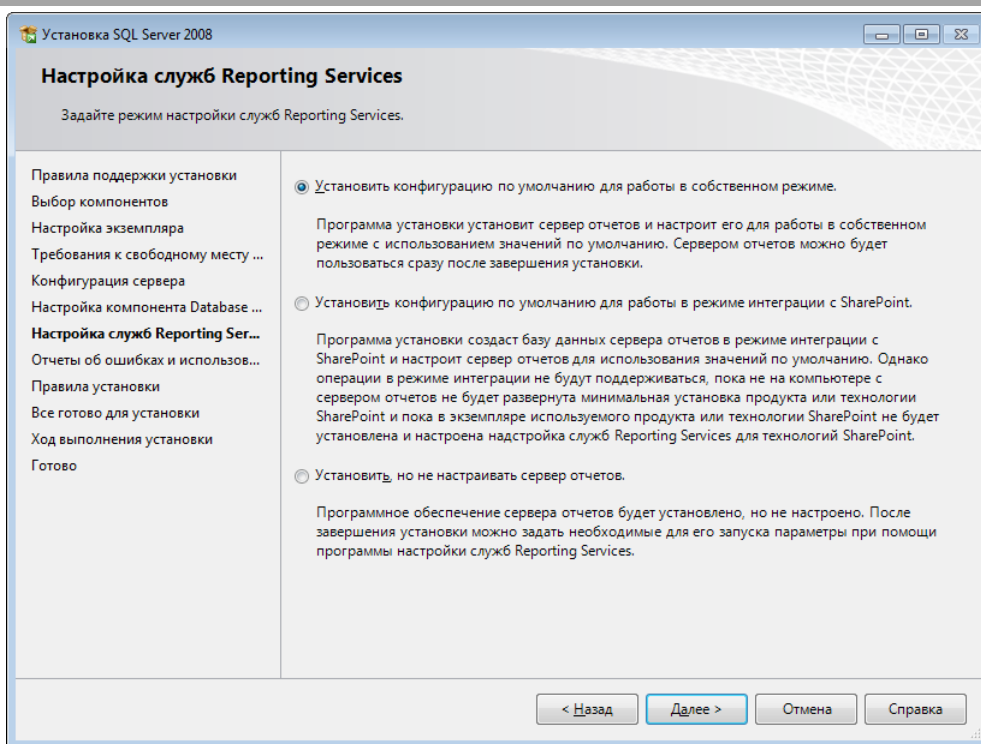 Установка SQL Server 2008
Настройка служб Reporting Services
Задайте режим настройки служб Reporting Services.
Правила поддержки установки
Выбор компонентов
Настройка экземпляра
Требования к свободному месту ...
Конфигурация сервера
Настройка компонента Database ...
Настройка служб Reporting Ser...
Отчеты об ошибках и использов...
Правила установки
Все готово для установки
Ход выполнения установки
Готово
Установить конфигурацию по умолчанию для работы в собственном режиме.
Программа установки установит сервер отчетов и настроит его для работы в собственном
режиме с использованием значений по умолчанию. Сервером отчетов можно будет
пользоваться сразу после завершения установки.
Установить конфигурацию по умолчанию для работы в режиме интеграции с SharePoint.
Программа установки создаст базу данных сервера отчетов в режиме интеграции с
SharePoint и настроит сервер отчетов для использования значений по умолчанию. Однако
операции в режиме интеграции не будут поддерживаться, пока не на компьютере с
сервером отчетов не будет развернута минимальная установка продукта или технологии
SharePoint и пока в экземпляре используемого продукта или технологии SharePoint не будет
установлена и настроена надстройка служб Reporting Services для технологий SharePoint.
Установить, но не настраивать сервер отчетов.
Программное обеспечение сервера отчетов будет установлено, но не настроено. После
завершения установки можно задать необходимые для его запуска параметры при помощи
программы настройки служб Reporting Services.
< Назад
Далее >
Отмена
Справка